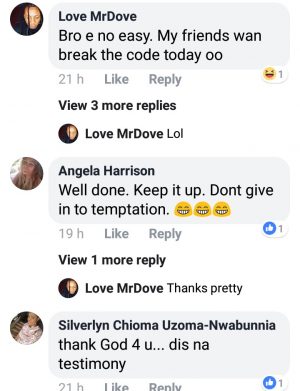 Love MrDove
Bro e no easy. My friends wan
break the code today oo
21 h Like Reply
1
View 3 more replies
Love MrDove Lol
Angela Harrison
Well done. Keep it up. Dont give
in to temptation. 😁😁😁
19 h Like Reply
1
View 1 more reply
Love MrDove Thanks pretty
Silverlyn Chioma Uzoma-Nwabunnia
thank God 4 u... dis na
testimony
21 h Like Reply
1